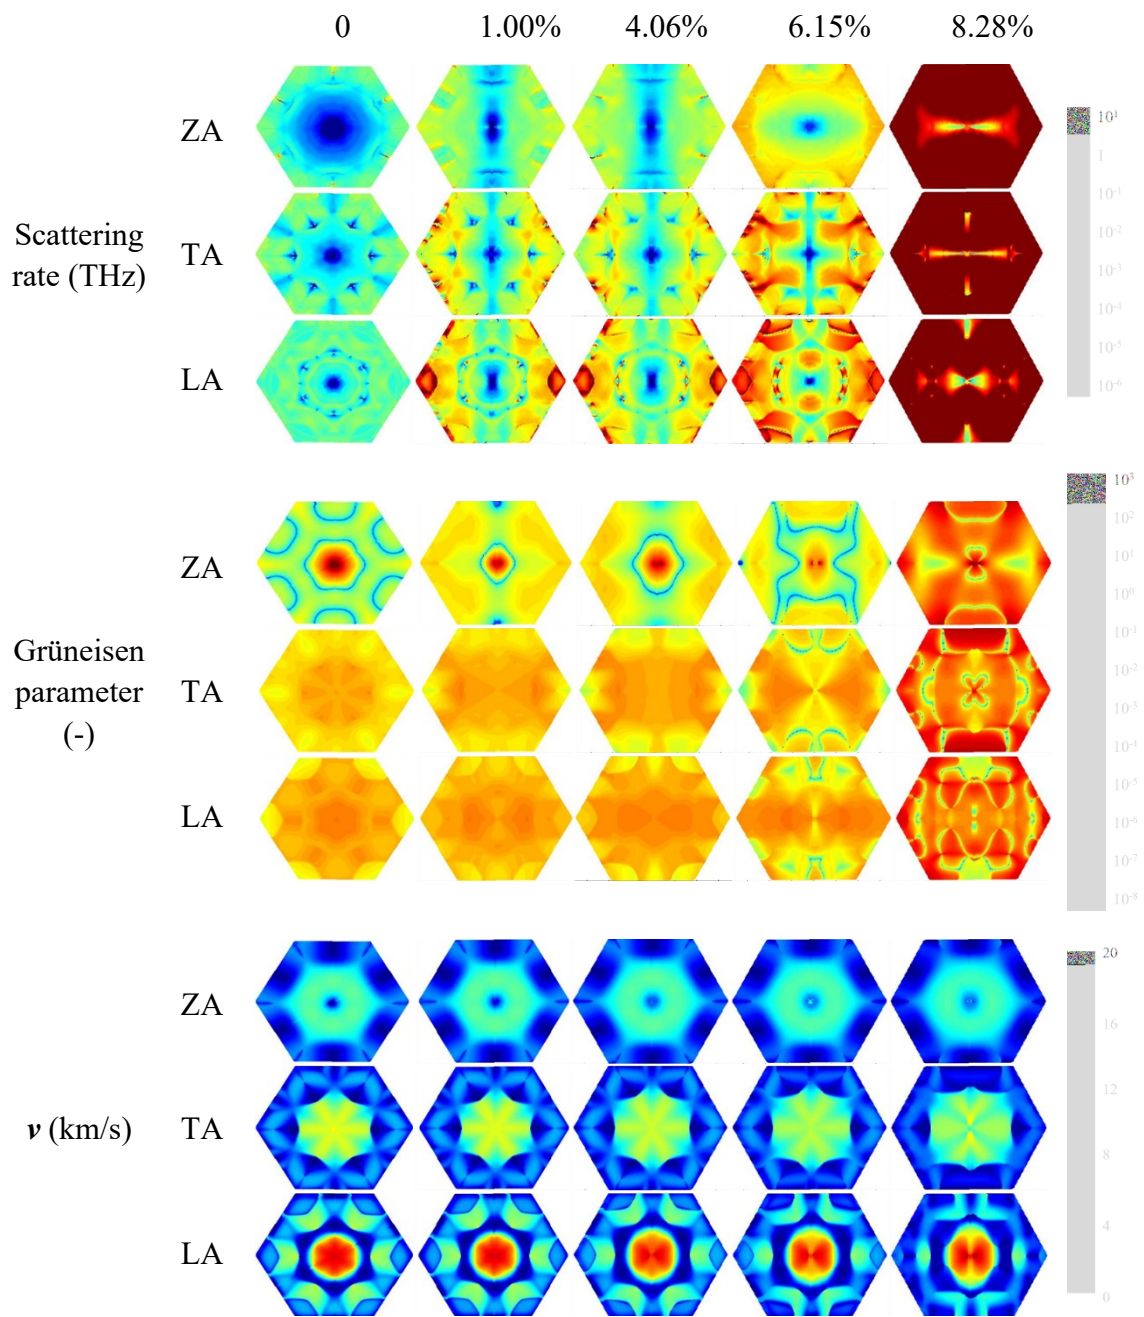 0 1.00% 4.06% 6.15% 8.28%
Scattering
rate (THz)
ZA
TA
LA
10¹
1
10⁻¹
10⁻²
10⁻³
10⁻⁴
10⁻⁵
10⁻⁶
Grüneisen
parameter
(-)
ZA
TA
LA
10³
10²
10¹
10⁰
10⁻¹
10⁻²
10⁻³
10⁻⁴
10⁻⁵
10⁻⁶
10⁻⁷
10⁻⁸
v (km/s)
ZA
TA
LA
20
16
12
8
4
0